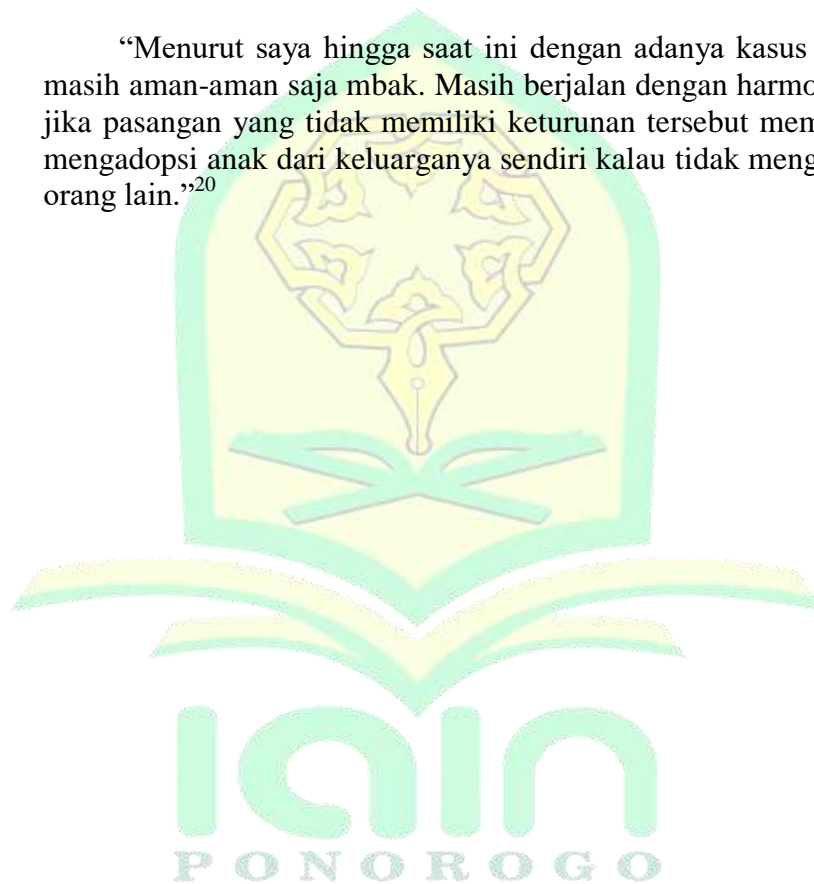 “Menurut saya hingga saat ini dengan adanya kasus
masih aman-aman saja mbak. Masih berjalan dengan harmo
jika pasangan yang tidak memiliki keturunan tersebut mem
mengadopsi anak dari keluarganya sendiri kalau tidak meng
orang lain.”20
iain
PONOROGO